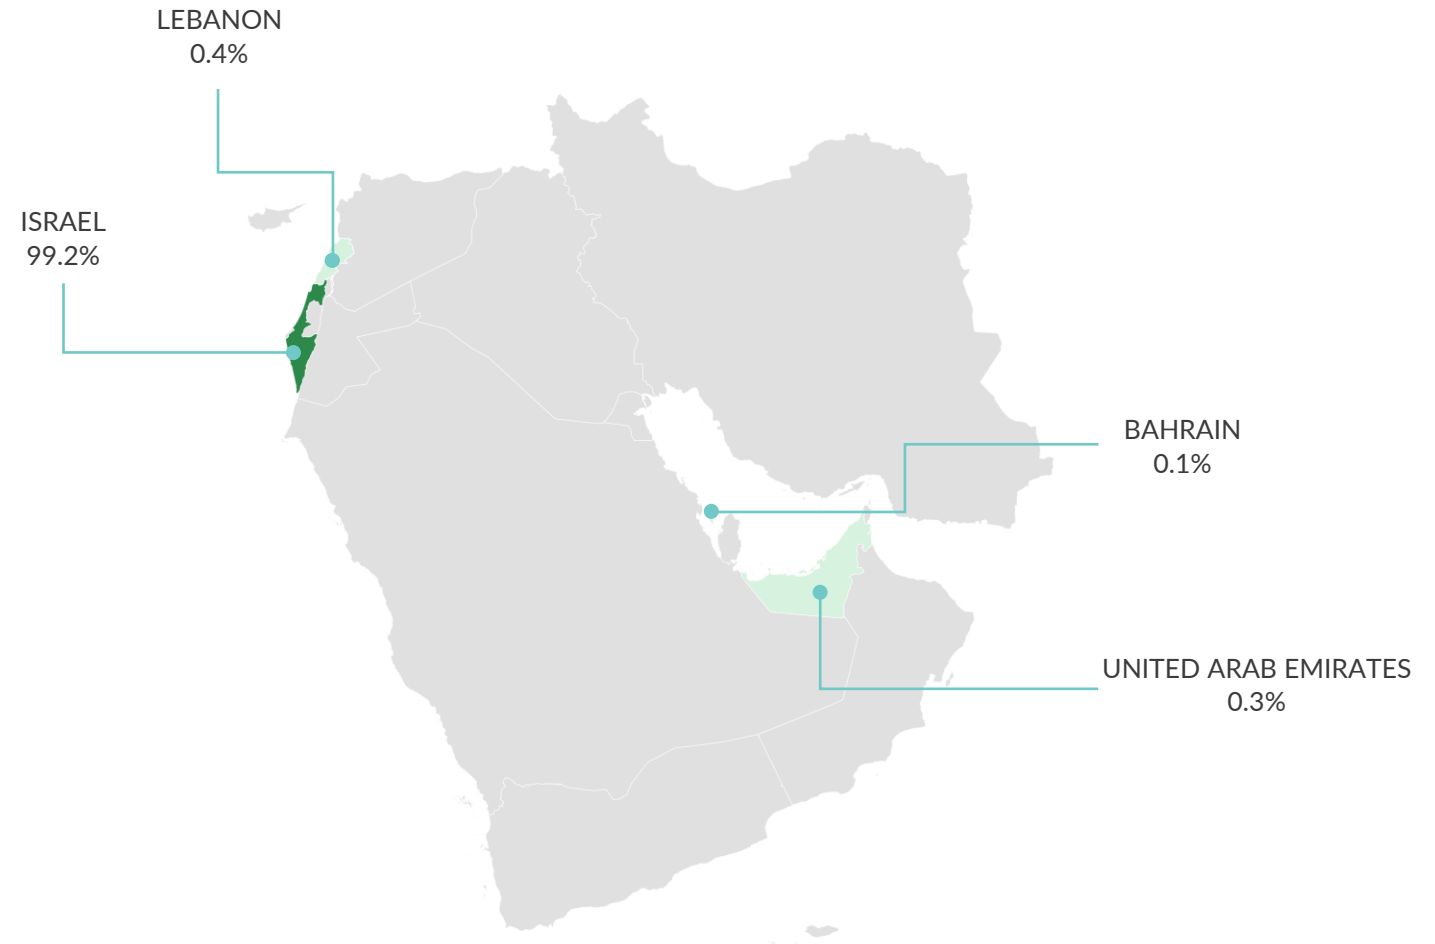 LEBANON
0.4%
ISRAEL
99.2%
BAHRAIN
0.1%
UNITED ARAB EMIRATES
0.3%